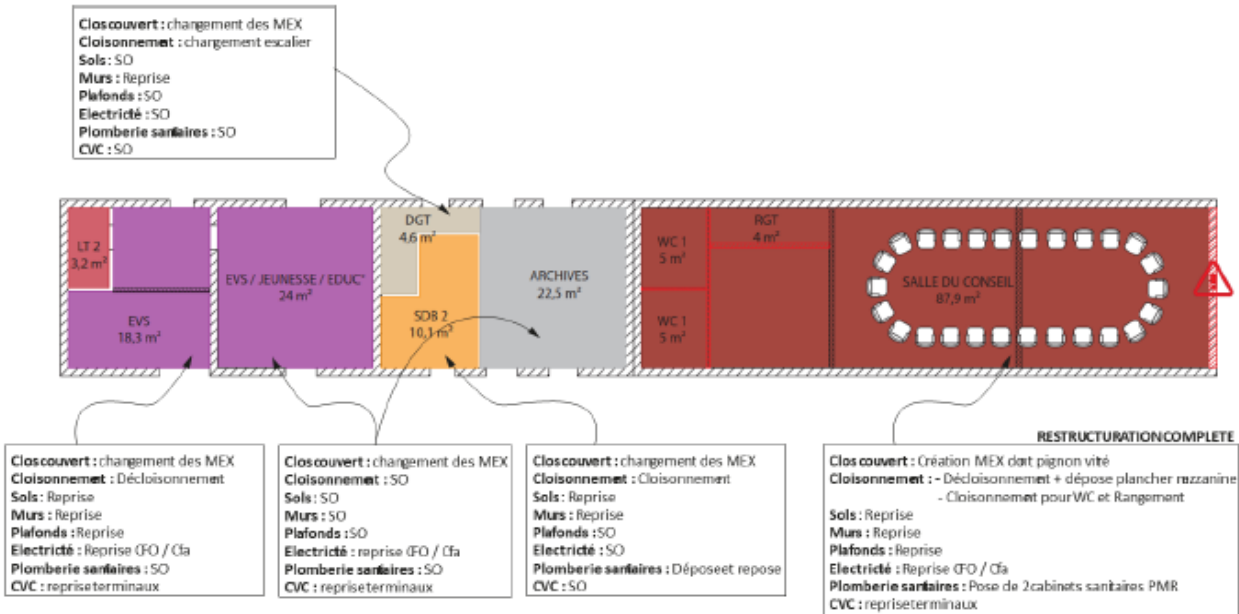 Clos couvert : changement des MEX
Cloisonnement : chargement escalier
Sols : SO
Murs : Reprise
Plafonds : SO
Electricité : SO
Plomberie sanitaires : SO
CVC : SO
LT 2
3,2 m²
EVS
18,3 m²
EVS / JEUNESSE / EDUC°
24 m²
DGT
4,6 m²
SDB 2
10,1 m²
ARCHIVES
22,5 m²
WC 1
5 m²
WC 1
5 m²
RGT
4 m²
SALLE DU CONSEIL
87,9 m²
Clos couvert : changement des MEX
Cloisonnement : Décloisonnement
Sols : Reprise
Murs : Reprise
Plafonds : Reprise
Electricté : Reprise CFO / Cfa
Plomberie sanitaires : SO
CVC : reprise terminaux
Clos couvert : changement des MEX
Cloisonnement : SO
Sols : SO
Murs : SO
Plafonds : SO
Electricté : reprise CFO / Cfa
Plomberie sanitaires : SO
CVC : reprise terminaux
Clos couvert : changement des MEX
Cloisonnement : Cloisonnement
Sols : Reprise
Murs : Reprise
Plafonds : SO
Electricté : SO
Plomberie sanitaires : Dépose et repose
CVC : SO
RESTRUCTURATION COMPLETE
Clos couvert : Création MEX dont pignon vitré
Cloisonnement : - Décloisonnement + dépose plancher mezzanine
- Cloisonnement pour WC et Rangement
Sols : Reprise
Murs : Reprise
Plafonds : Reprise
Electricté : Reprise CFO / Cfa
Plomberie sanitaires : Pose de 2 cabinets sanitaires PMR
CVC : reprise terminaux